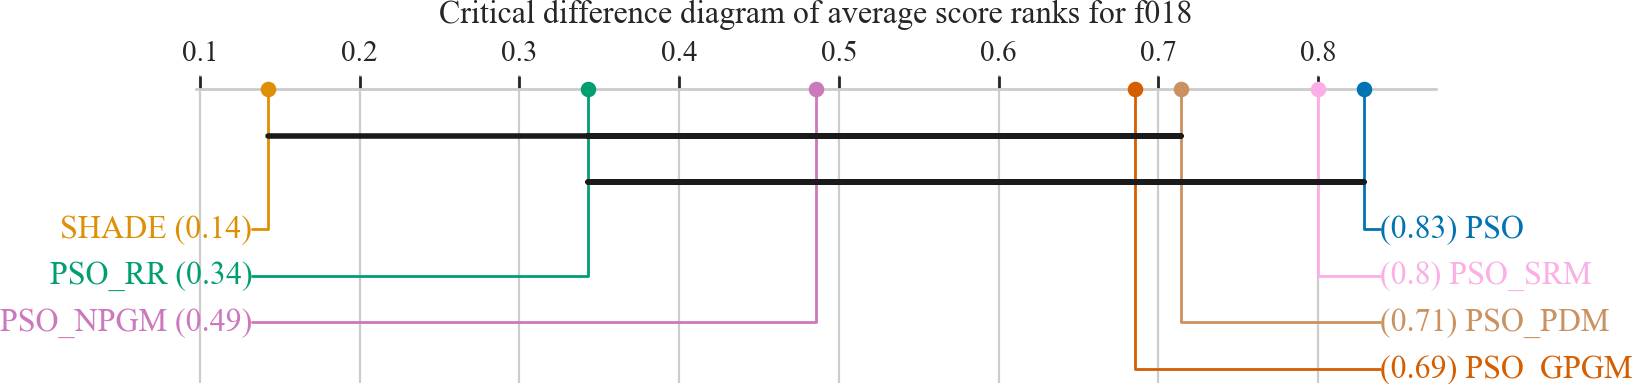 Critical difference diagram of average score ranks for f018
0.1 0.2 0.3 0.4 0.5 0.6 0.7 0.8
SHADE (0.14)
PSO_RR (0.34)
PSO_NPGM (0.49)
(0.83) PSO
(0.8) PSO_SRM
(0.71) PSO_PDM
(0.69) PSO_GPGM